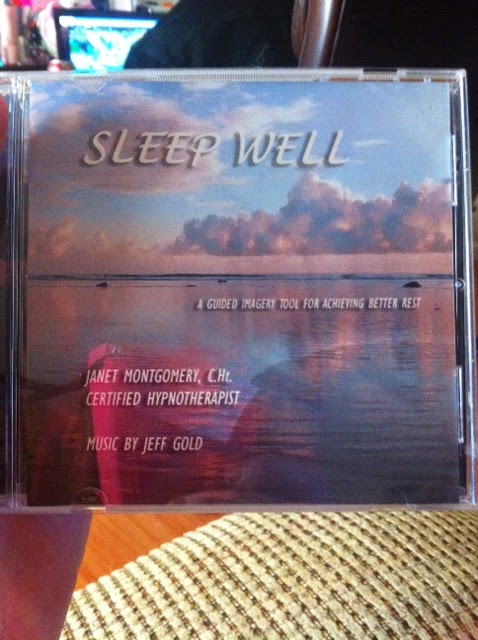 SLEEP WELL
A GUIDED IMAGERY TOOL FOR ACHIEVING BETTER REST
JANET MONTGOMERY, C.Ht.
CERTIFIED HYPNOTHERAPIST
MUSIC BY JEFF GOLD